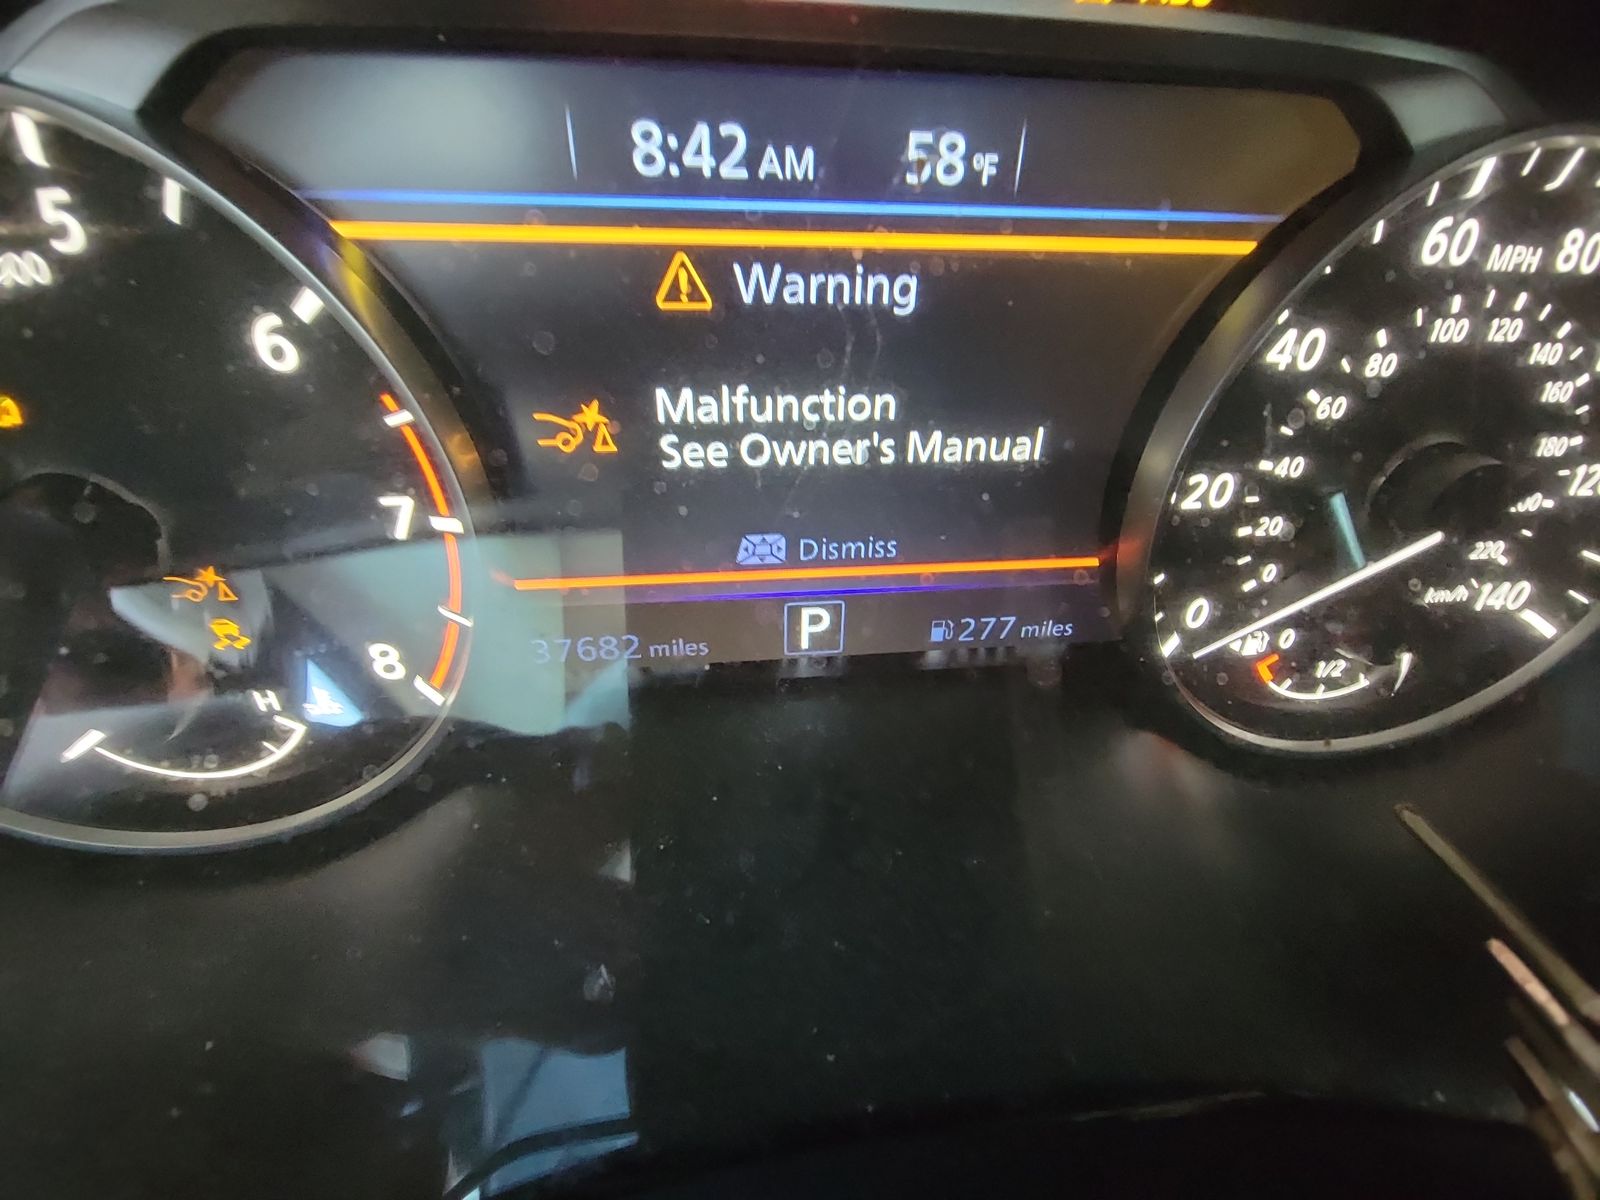 8:42 AM 58°F
Warning
Malfunction
See Owner's Manual
Dismiss
37682 miles P 277 miles
5
6
7
8
H
0
20
40
60 MPH 80
140
0
20
40
60
80
100
120
140
160
180
220
km/h
0 1/2